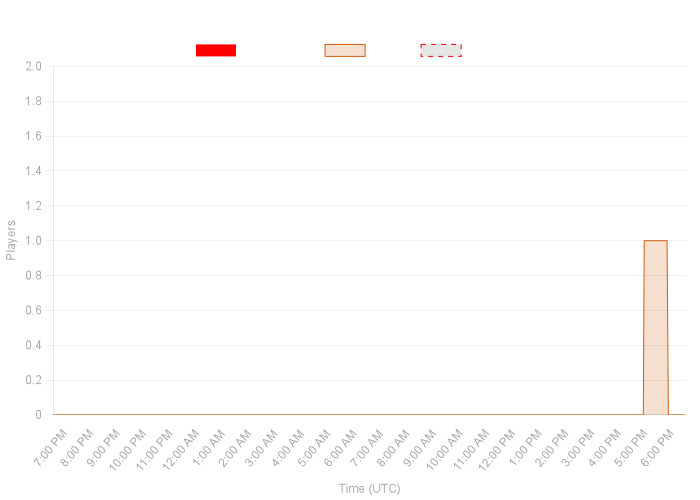 2.0
1.8
1.6
1.4
1.2
1.0
0.8
0.6
0.4
0.2
0
Players
7:00 PM
8:00 PM
9:00 PM
10:00 PM
11:00 PM
12:00 AM
1:00 AM
2:00 AM
3:00 AM
4:00 AM
5:00 AM
6:00 AM
7:00 AM
8:00 AM
9:00 AM
10:00 AM
11:00 AM
12:00 PM
1:00 PM
2:00 PM
3:00 PM
4:00 PM
5:00 PM
6:00 PM
Time (UTC)